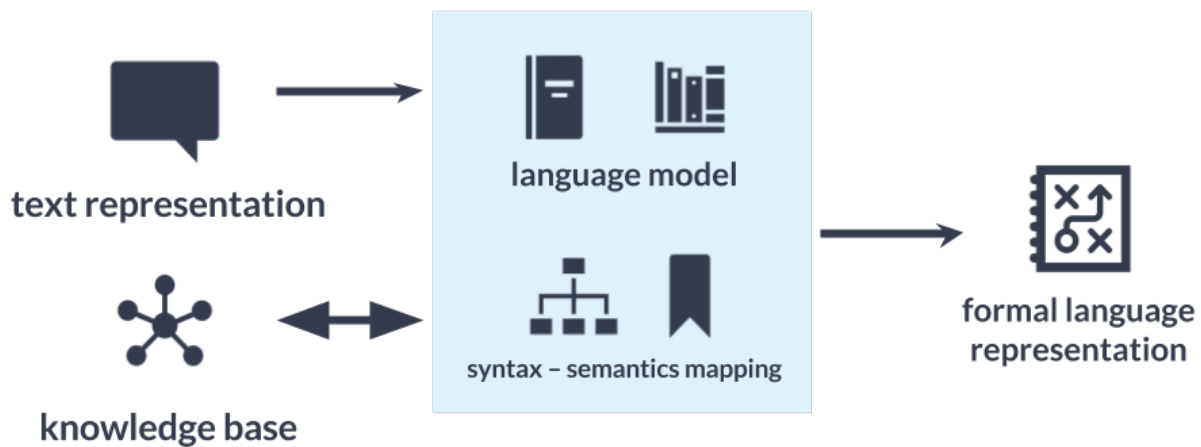 text representation
knowledge base
language model
syntax – semantics mapping
formal language
representation